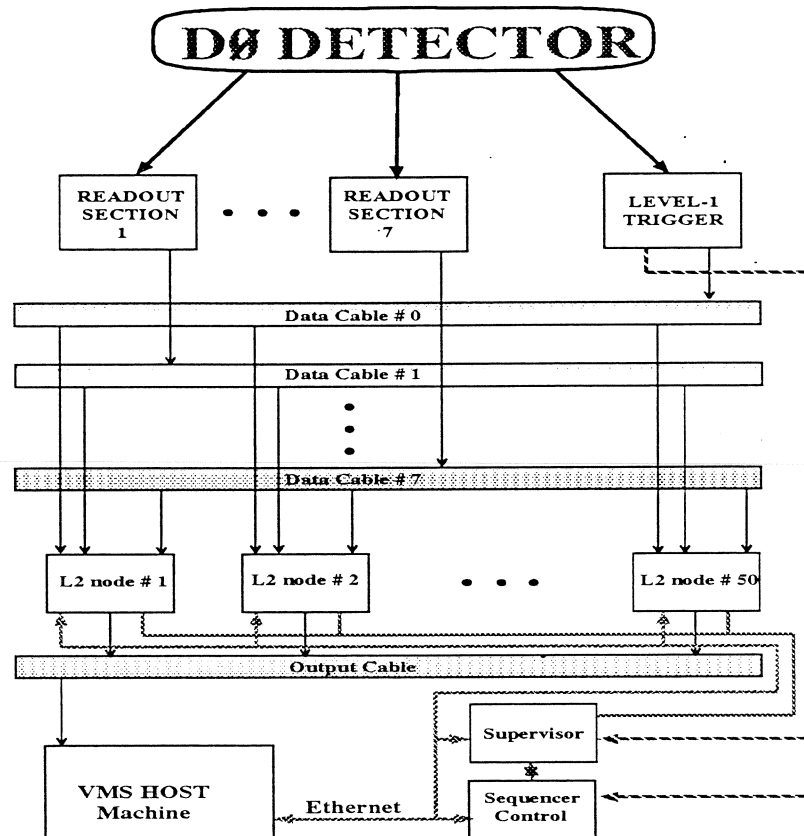 DØ DETECTOR
READOUT
SECTION
1
READOUT
SECTION
7
LEVEL-1
TRIGGER
Data Cable # 0
Data Cable # 1
Data Cable # 7
L2 node # 1
L2 node # 2
L2 node # 50
Output Cable
Supervisor
VMS HOST
Machine
Ethernet
Sequencer
Control